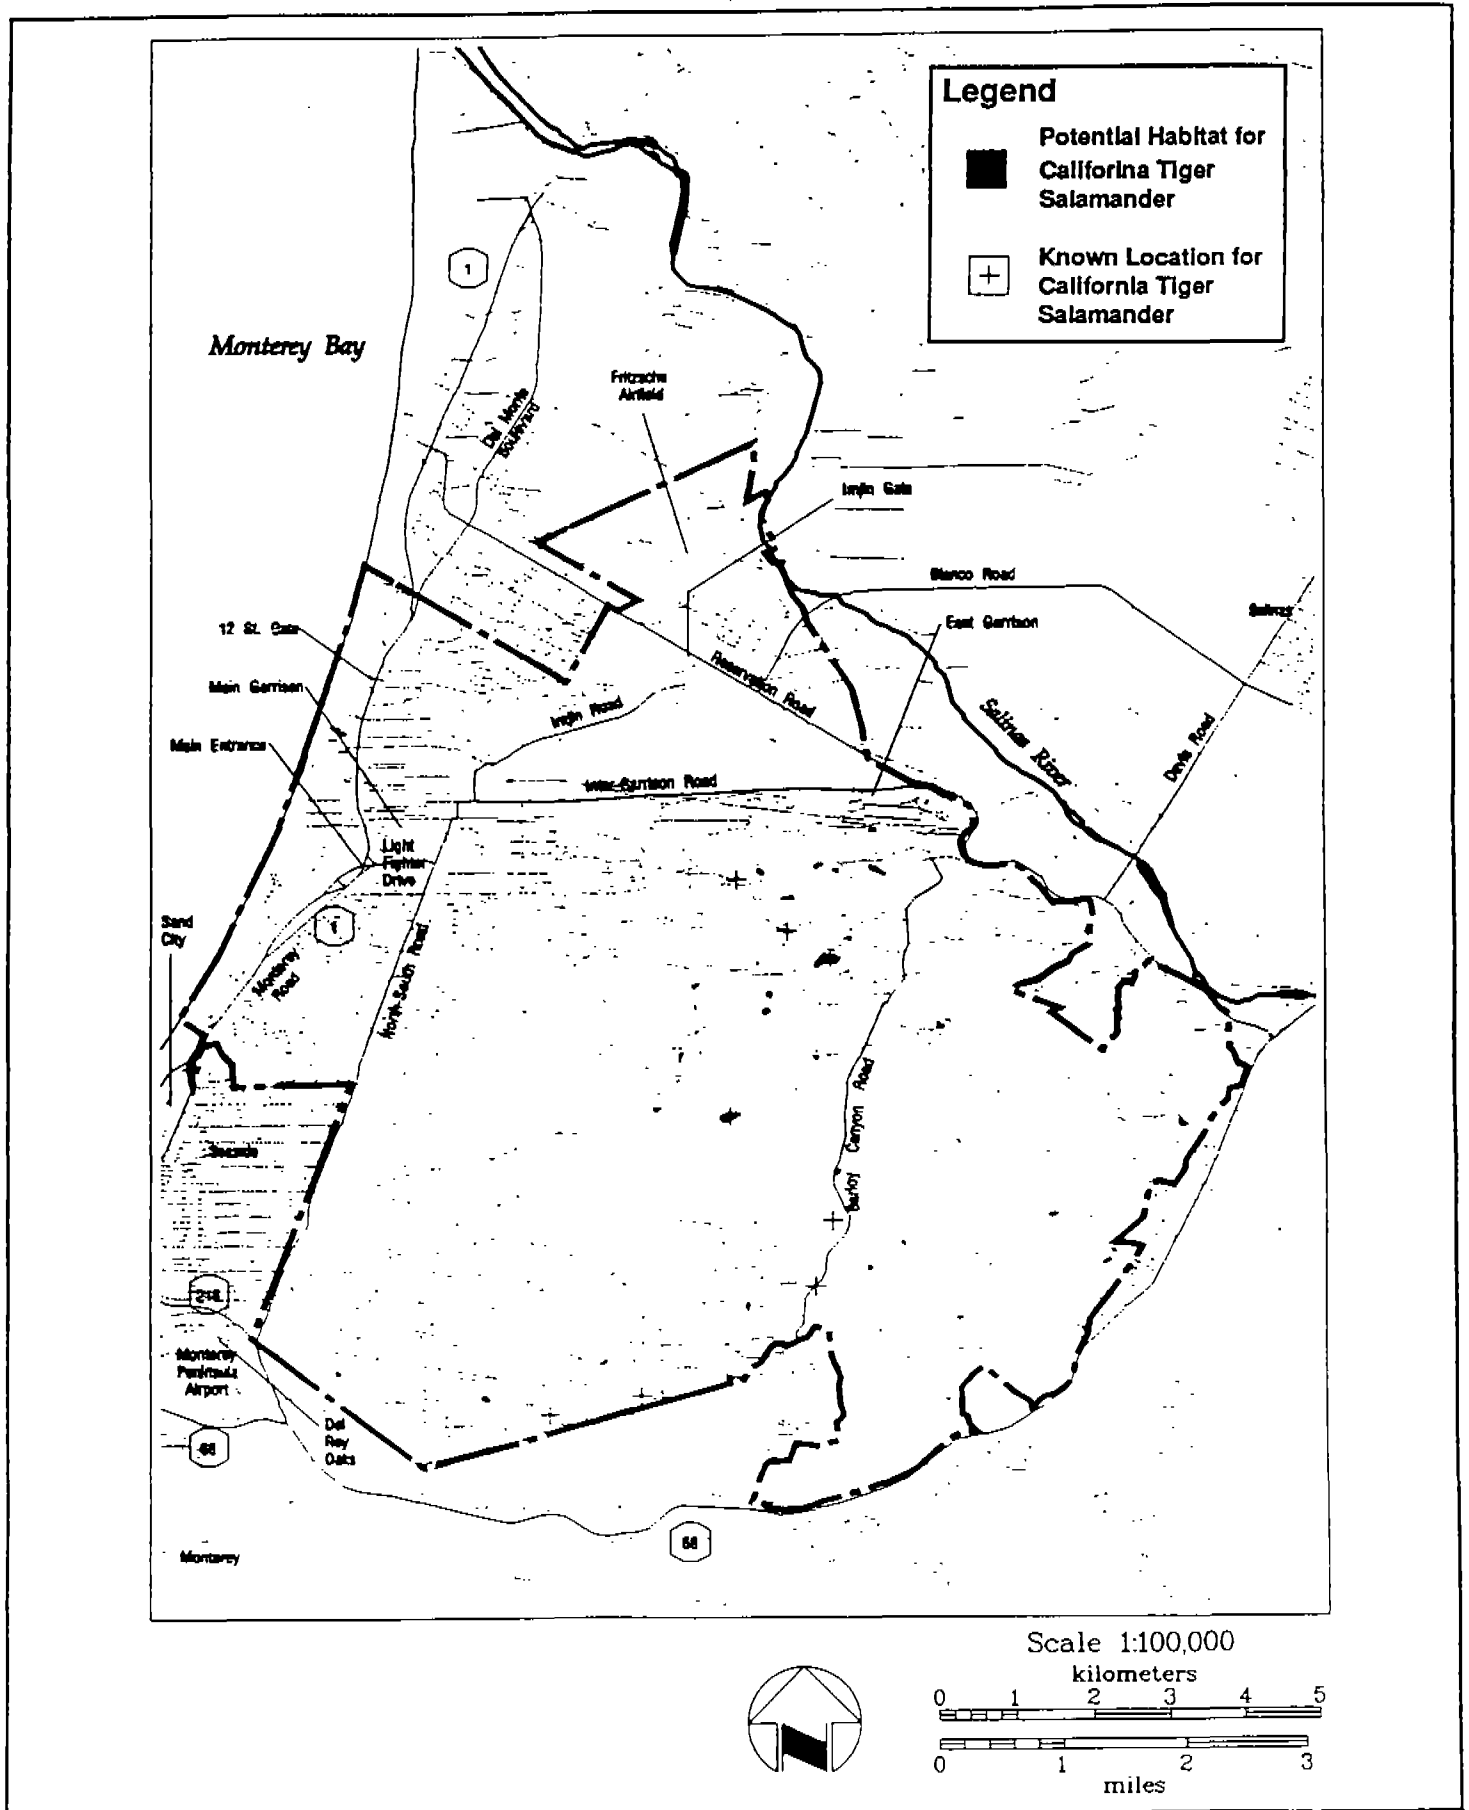 Legend
Potential Habitat for
Califorina Tiger
Salamander
Known Location for
California Tiger
Salamander
1
Monterey Bay
Fritzsche
Airfield
Del Monte
Boulevard
Imjin Gate
Blanco Road
Salinas
12 St. Gate
East Garrison
Main Garrison
Reservation Road
Imjin Road
Salinas River
Davis Road
Main Entrance
Inter-Garrison Road
Light
Fighter
Drive
Sand
City
1
Monterey
Road
North-South Road
Barloy Canyon Road
Seaside
218
Monterey
Peninsula
Airport
Del
Rey
Oaks
68
68
Monterey
Scale 1:100,000
kilometers
0 1 2 3 4 5
0 1 2 3
miles